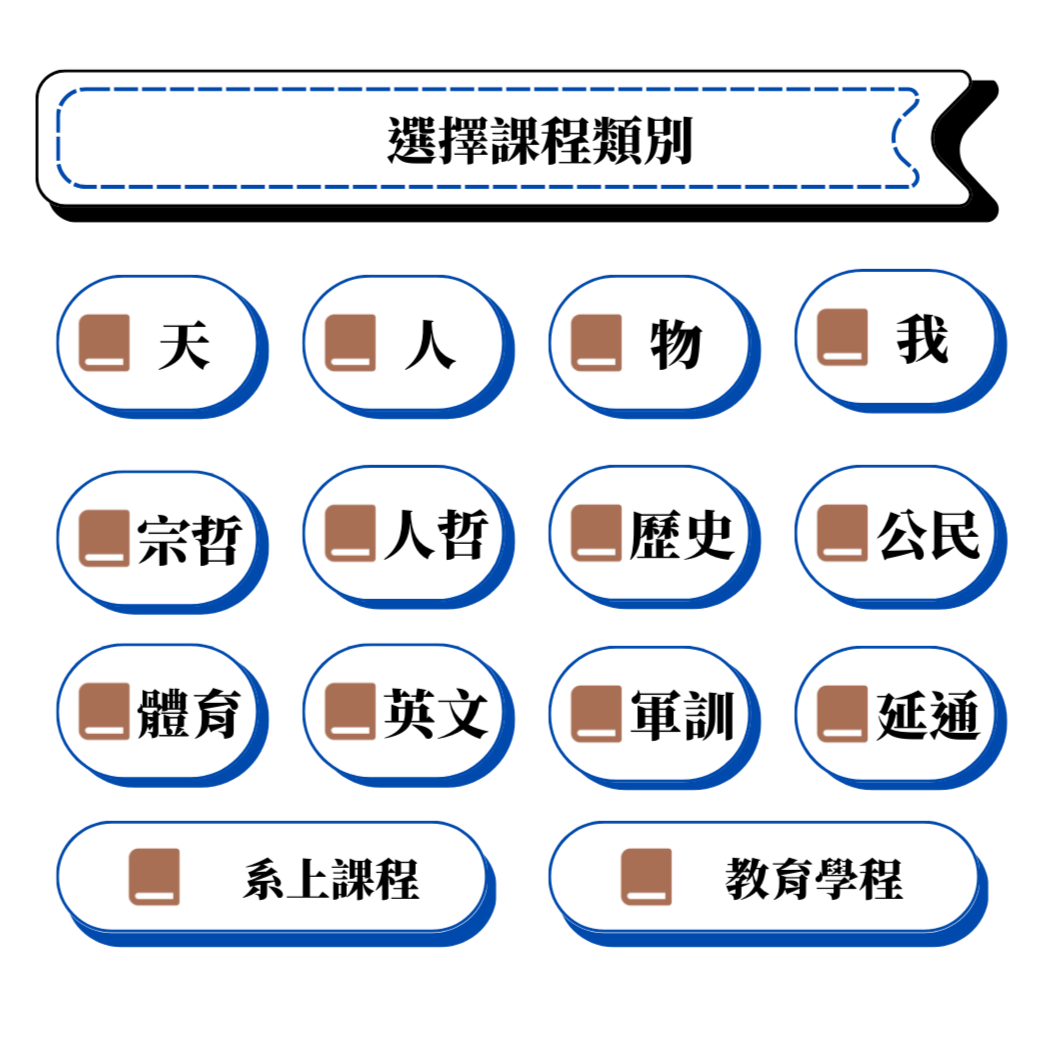 選擇課程類別
天 人 物 我
宗哲 人哲 歷史 公民
體育 英文 軍訓 延通
系上課程 教育學程